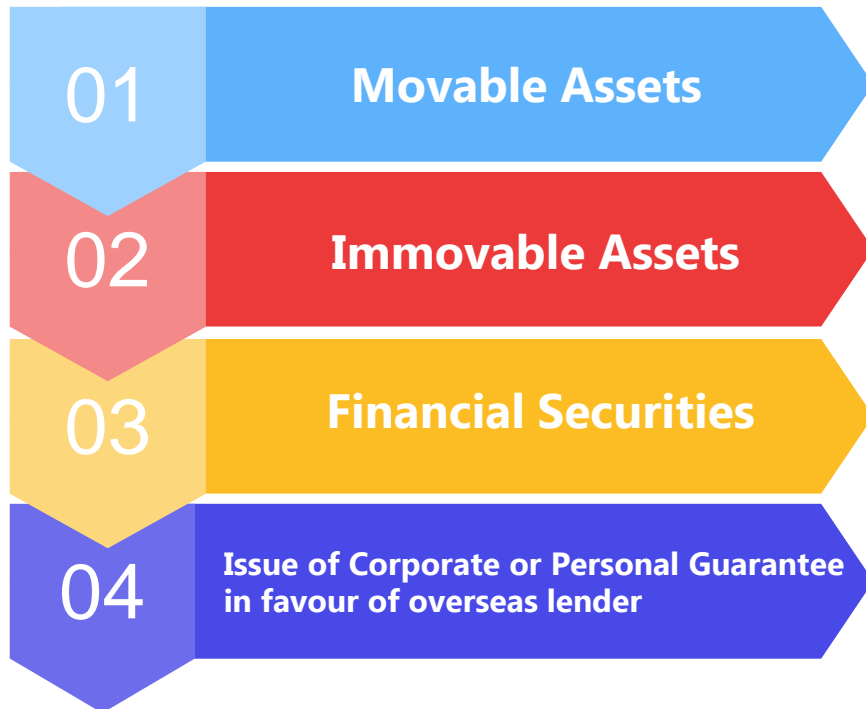 01
Movable Assets
02
Immovable Assets
03
Financial Securities
04
Issue of Corporate or Personal Guarantee
in favour of overseas lender